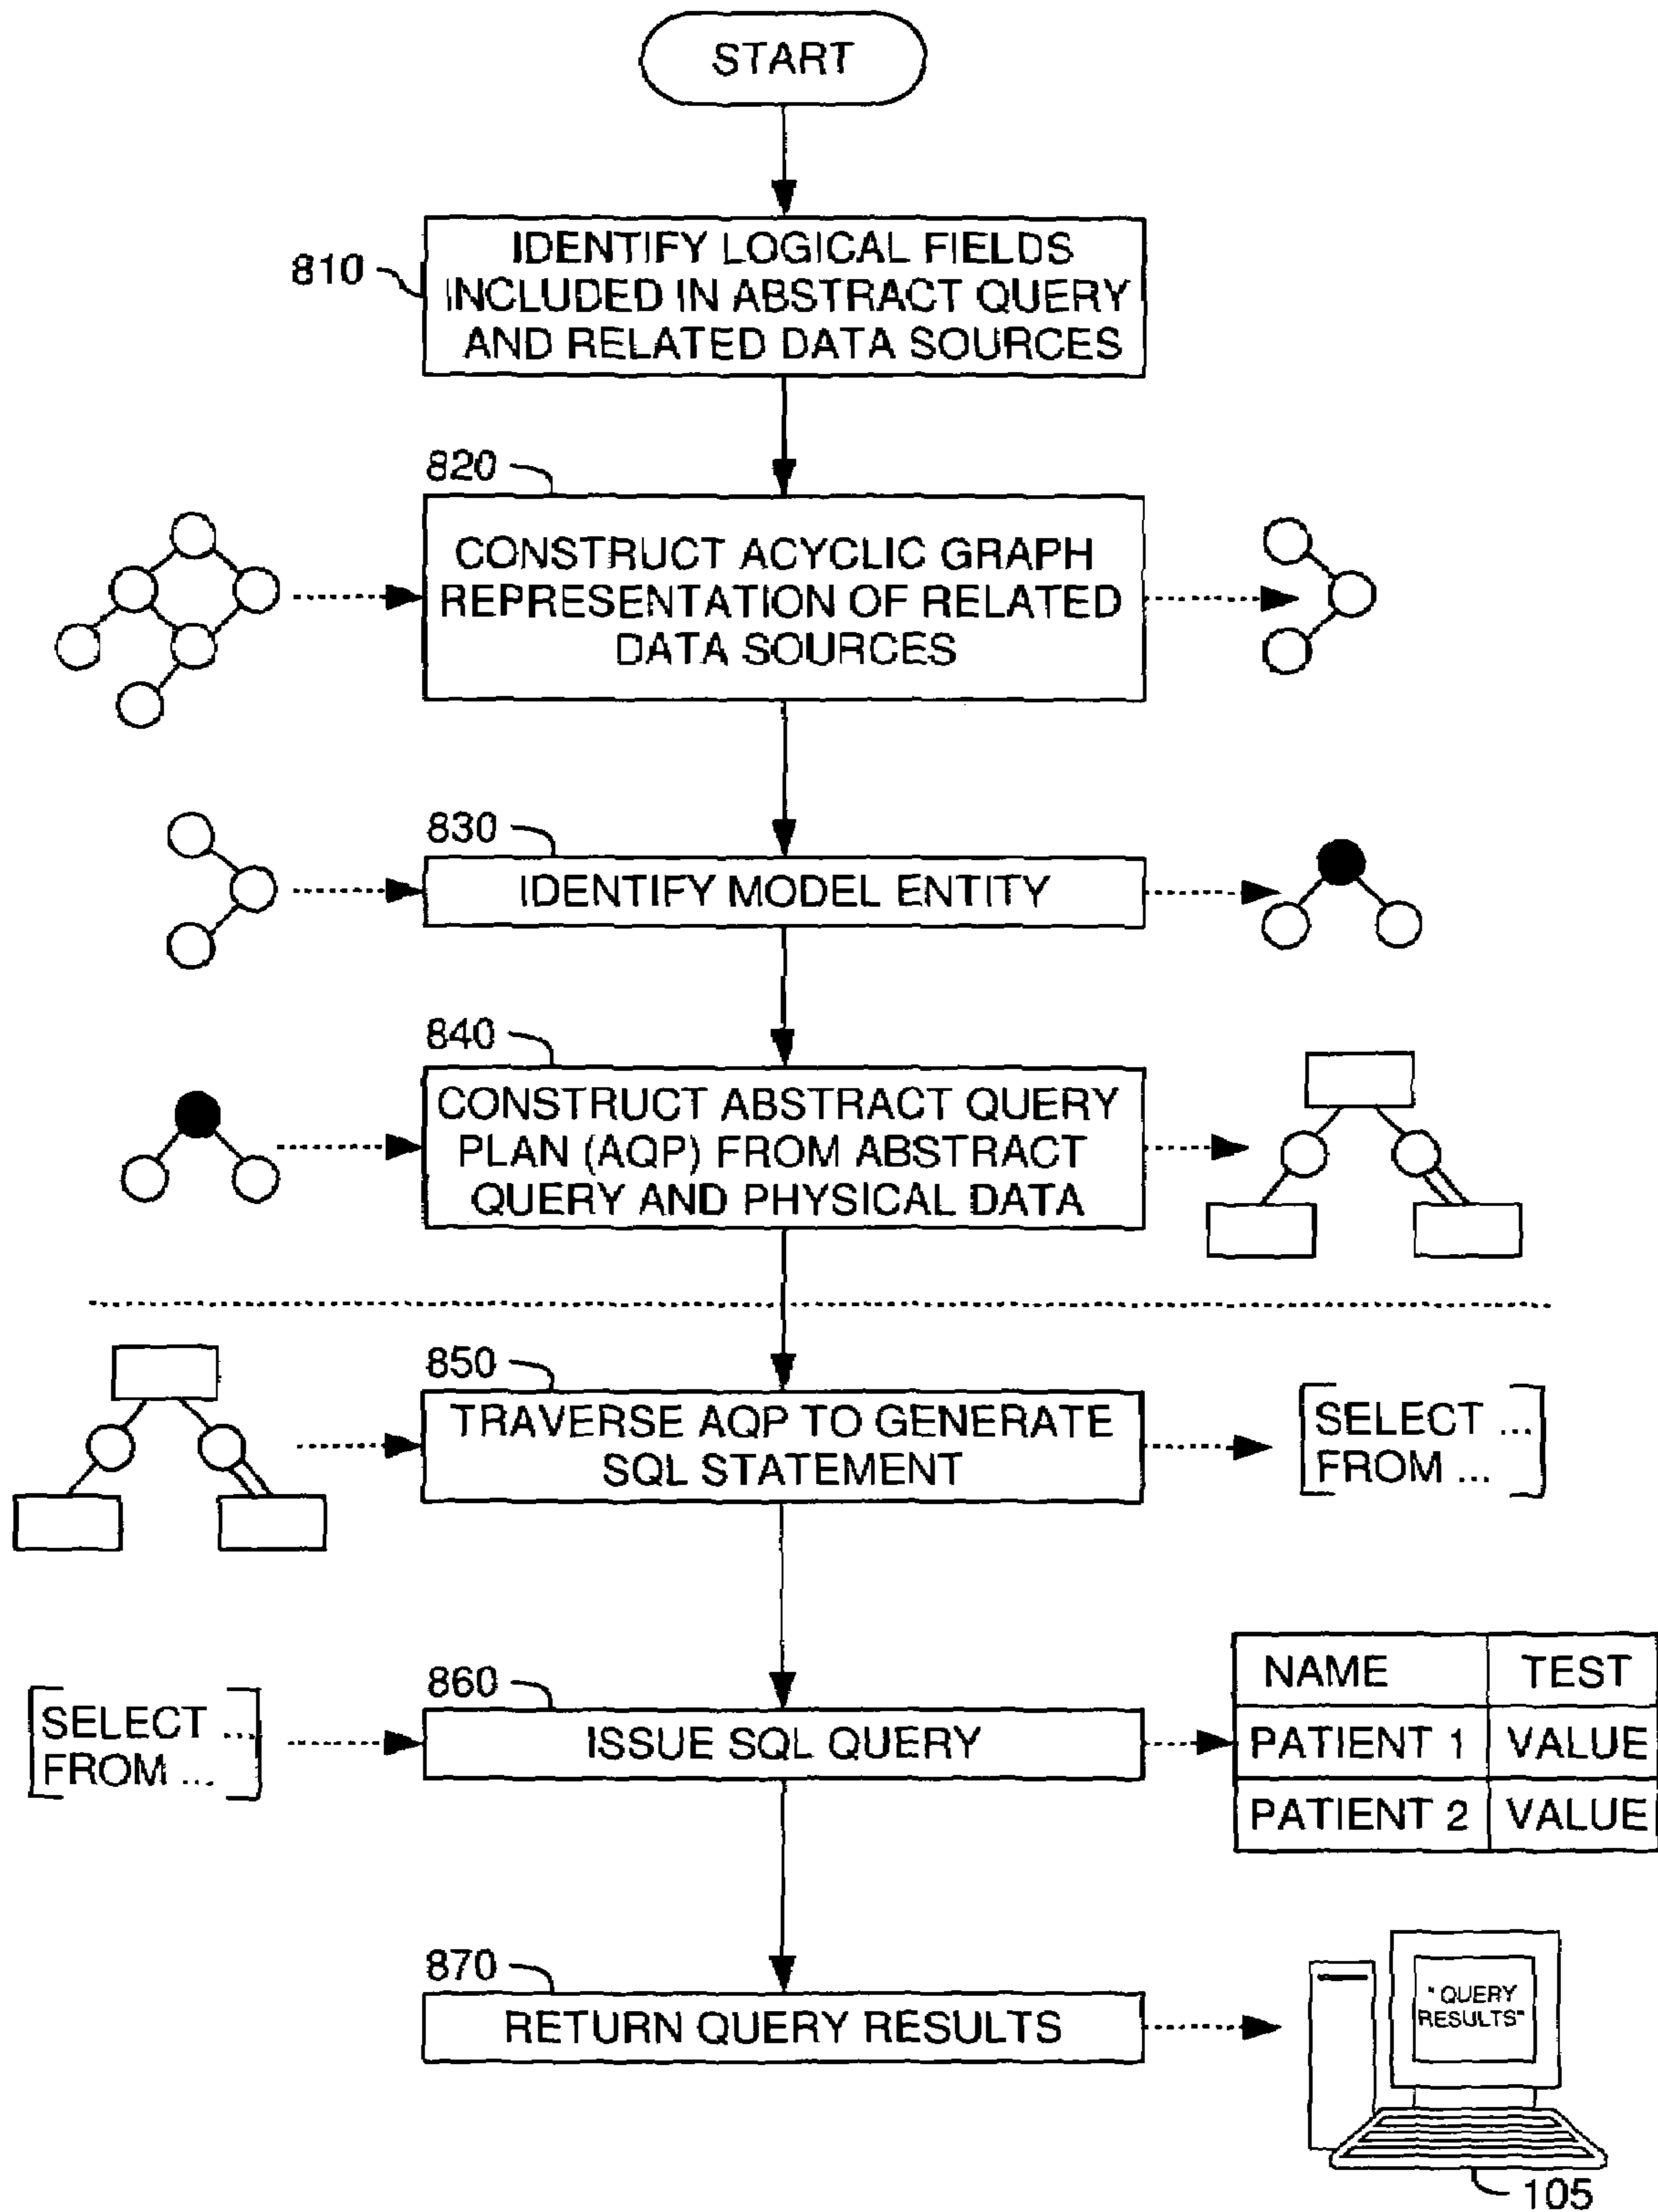 START
810
IDENTIFY LOGICAL FIELDS
INCLUDED IN ABSTRACT QUERY
AND RELATED DATA SOURCES
820
CONSTRUCT ACYCLIC GRAPH
REPRESENTATION OF RELATED
DATA SOURCES
830
IDENTIFY MODEL ENTITY
840
CONSTRUCT ABSTRACT QUERY
PLAN (AQP) FROM ABSTRACT
QUERY AND PHYSICAL DATA
850
TRAVERSE AQP TO GENERATE
SQL STATEMENT
SELECT ...
FROM ...
SELECT ...
FROM ...
860
ISSUE SQL QUERY
NAME TEST
PATIENT 1 VALUE
PATIENT 2 VALUE
870
RETURN QUERY RESULTS
"QUERY
RESULTS"
105